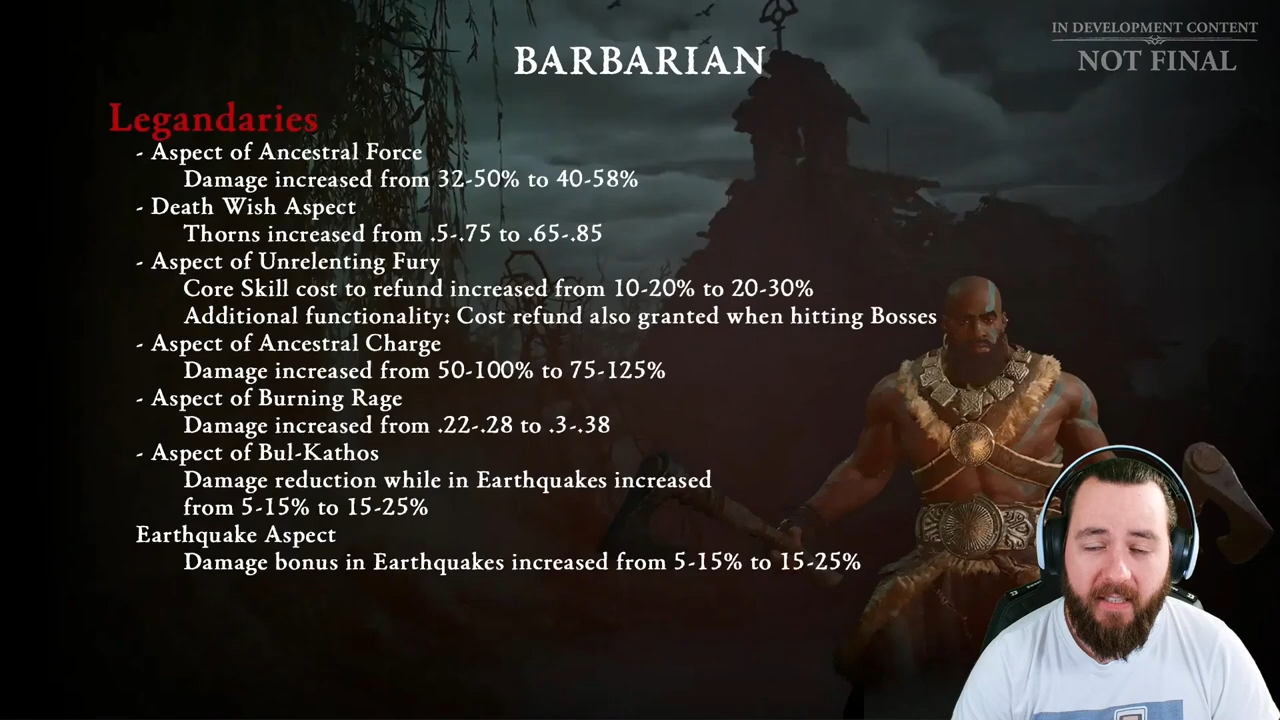 IN DEVELOPMENT CONTENT
NOT FINAL
BARBARIAN
Legandaries
- Aspect of Ancestral Force
Damage increased from 32-50% to 40-58%
- Death Wish Aspect
Thorns increased from .5-.75 to .65-.85
- Aspect of Unrelenting Fury
Core Skill cost to refund increased from 10-20% to 20-30%
Additional functionality: Cost refund also granted when hitting Bosses
- Aspect of Ancestral Charge
Damage increased from 50-100% to 75-125%
- Aspect of Burning Rage
Damage increased from .22-.28 to .3-.38
- Aspect of Bul-Kathos
Damage reduction while in Earthquakes increased
from 5-15% to 15-25%
Earthquake Aspect
Damage bonus in Earthquakes increased from 5-15% to 15-25%